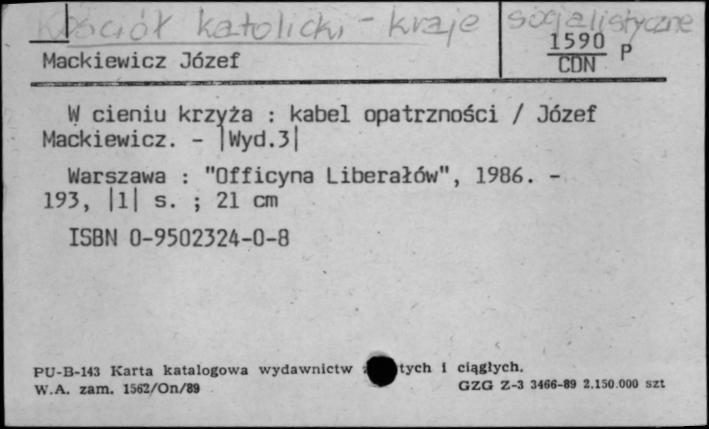 Kościół katolicki - kraje socjalistyczne
1590
CDN P
Mackiewicz Józef
W cieniu krzyża : kabel opatrzności / Józef
Mackiewicz. - |Wyd.3|
Warszawa : "Officyna Liberałów", 1986. -
193, |1| s. ; 21 cm
ISBN 0-9502324-0-8
PU-B-143 Karta katalogowa wydawnictw tych i ciągłych.
W.A. zam. 1562/On/89
GZG Z-3 3466-89 2.150.000 szt